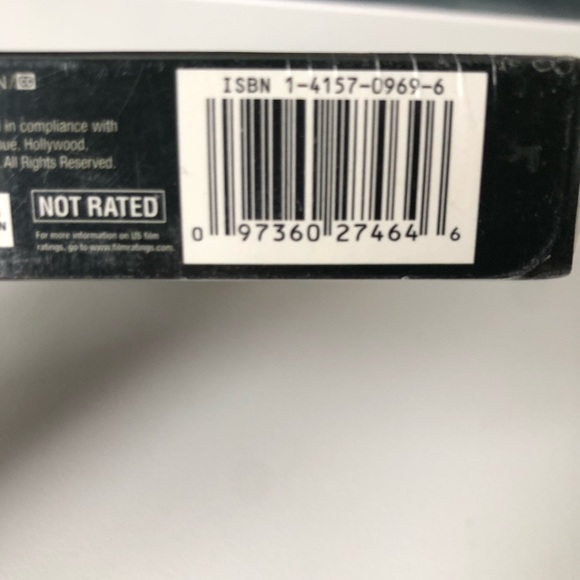 N/
in compliance with
ue, Hollywood,
All Rights Reserved.
N
NOT RATED
For more information on US film
ratings, go to www.filmratings.com.
ISBN 1-4157-0969-6
0 97360 27464 6